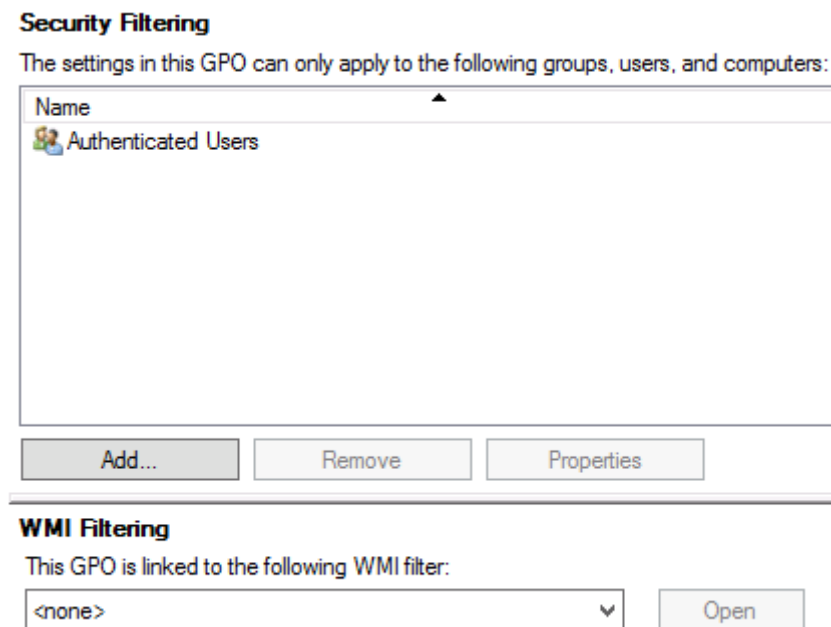 Security Filtering
The settings in this GPO can only apply to the following groups, users, and computers:
Name
Authenticated Users
Add...
Remove
Properties
WMI Filtering
This GPO is linked to the following WMI filter:
<none>
Open